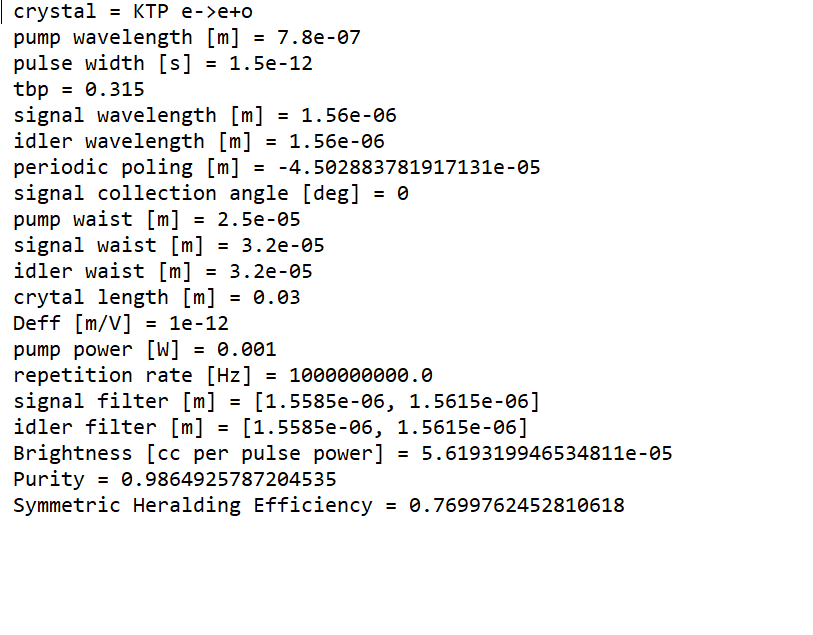 crystal = KTP e->e+o
pump wavelength [m] = 7.8e-07
pulse width [s] = 1.5e-12
tbp = 0.315
signal wavelength [m] = 1.56e-06
idler wavelength [m] = 1.56e-06
periodic poling [m] = -4.502883781917131e-05
signal collection angle [deg] = 0
pump waist [m] = 2.5e-05
signal waist [m] = 3.2e-05
idler waist [m] = 3.2e-05
crytal length [m] = 0.03
Deff [m/V] = 1e-12
pump power [W] = 0.001
repetition rate [Hz] = 1000000000.0
signal filter [m] = [1.5585e-06, 1.5615e-06]
idler filter [m] = [1.5585e-06, 1.5615e-06]
Brightness [cc per pulse power] = 5.619319946534811e-05
Purity = 0.9864925787204535
Symmetric Heralding Efficiency = 0.7699762452810618